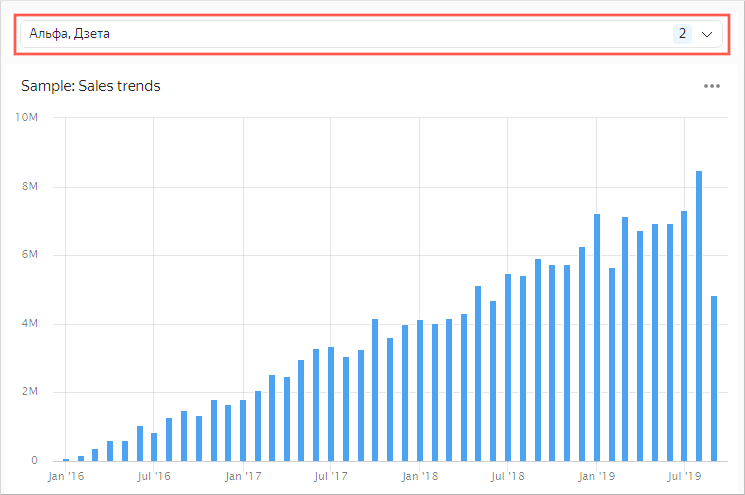 Альфа, Дзета 2
Sample: Sales trends
10M
8M
6M
4M
2M
0
Jan '16 Jul '16 Jan '17 Jul '17 Jan '18 Jul '18 Jan '19 Jul '19